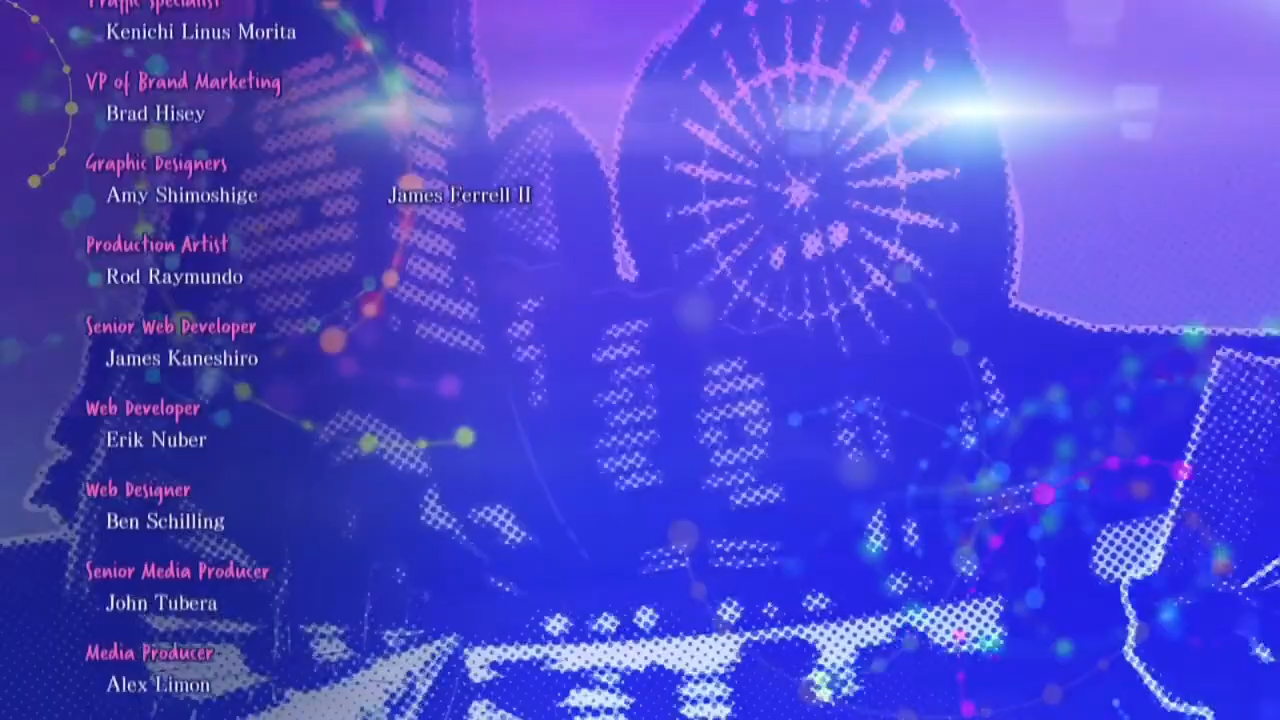 Traffic Specialist
Kenichi Linus Morita
VP of Brand Marketing
Brad Hisey
Graphic Designers
Amy Shimoshige James Ferrell II
Production Artist
Rod Raymundo
Senior Web Developer
James Kaneshiro
Web Developer
Erik Nuber
Web Designer
Ben Schilling
Senior Media Producer
John Tubera
Media Producer
Alex Limon